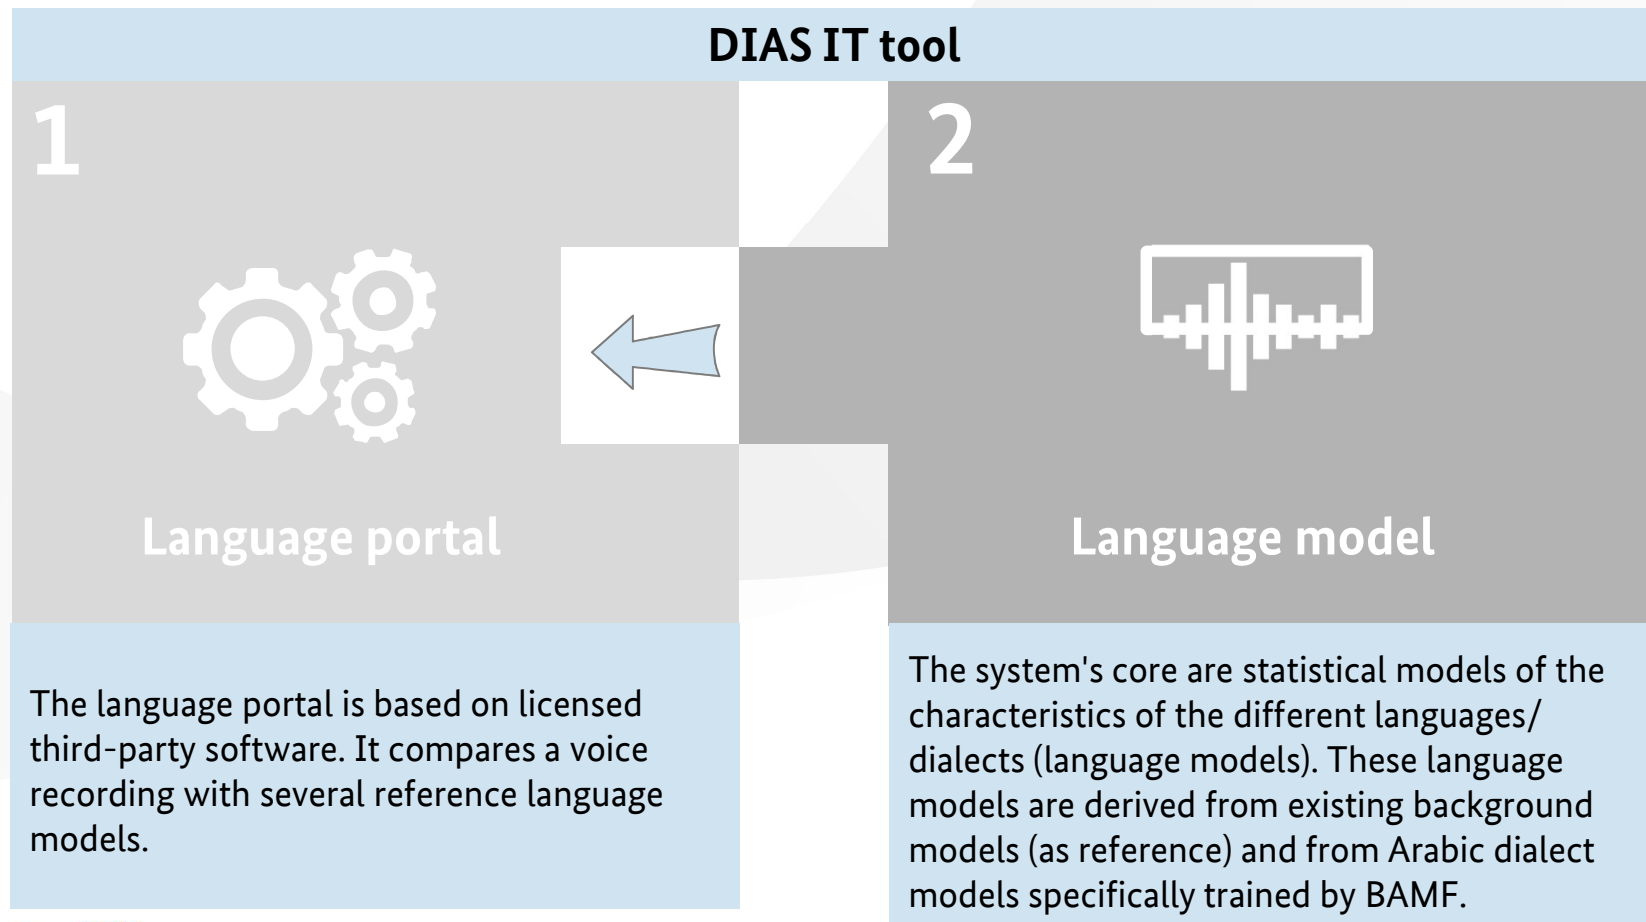 DIAS IT tool
1
Language portal
The language portal is based on licensed
third-party software. It compares a voice
recording with several reference language
models.
2
Language model
The system's core are statistical models of the
characteristics of the different languages/
dialects (language models). These language
models are derived from existing background
models (as reference) and from Arabic dialect
models specifically trained by BAMF.